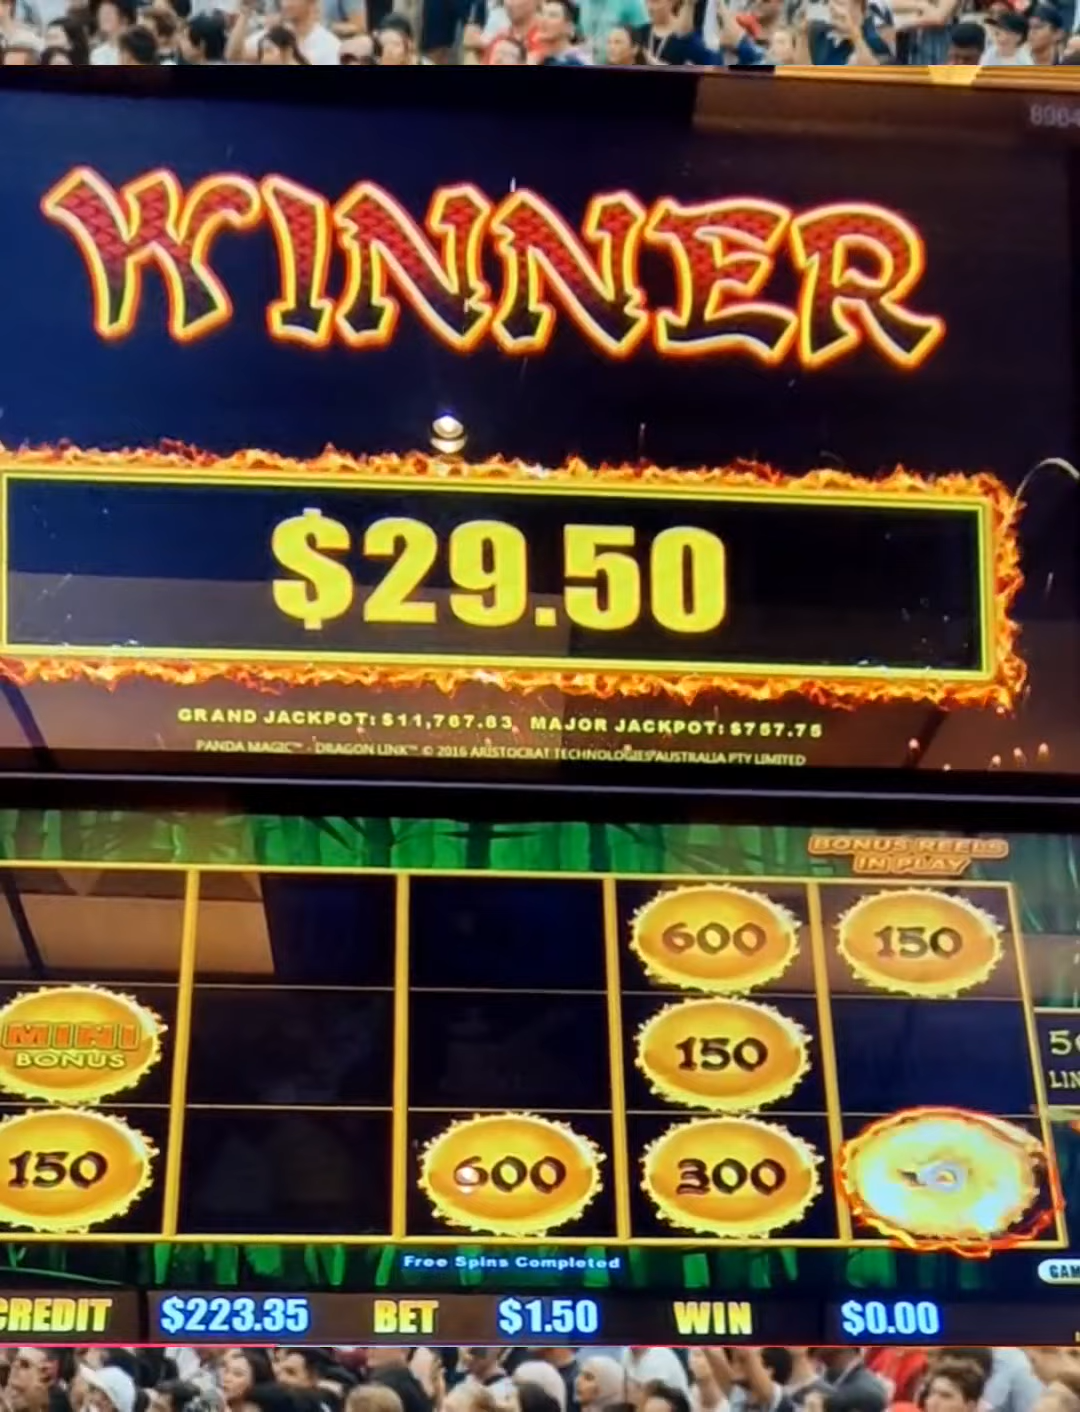 WINNER
$29.50
GRAND JACKPOT: $11,767.83 MAJOR JACKPOT: $757.75
PANDA MAGIC™ - DRAGON LINK™ © 2016 ARISTOCRAT TECHNOLOGIES AUSTRALIA PTY LIMITED
BONUS REELS
IN PLAY
600 150
MINI
BONUS
150
150 600 300
Free Spins Completed
CREDIT $223.35 BET $1.50 WIN $0.00